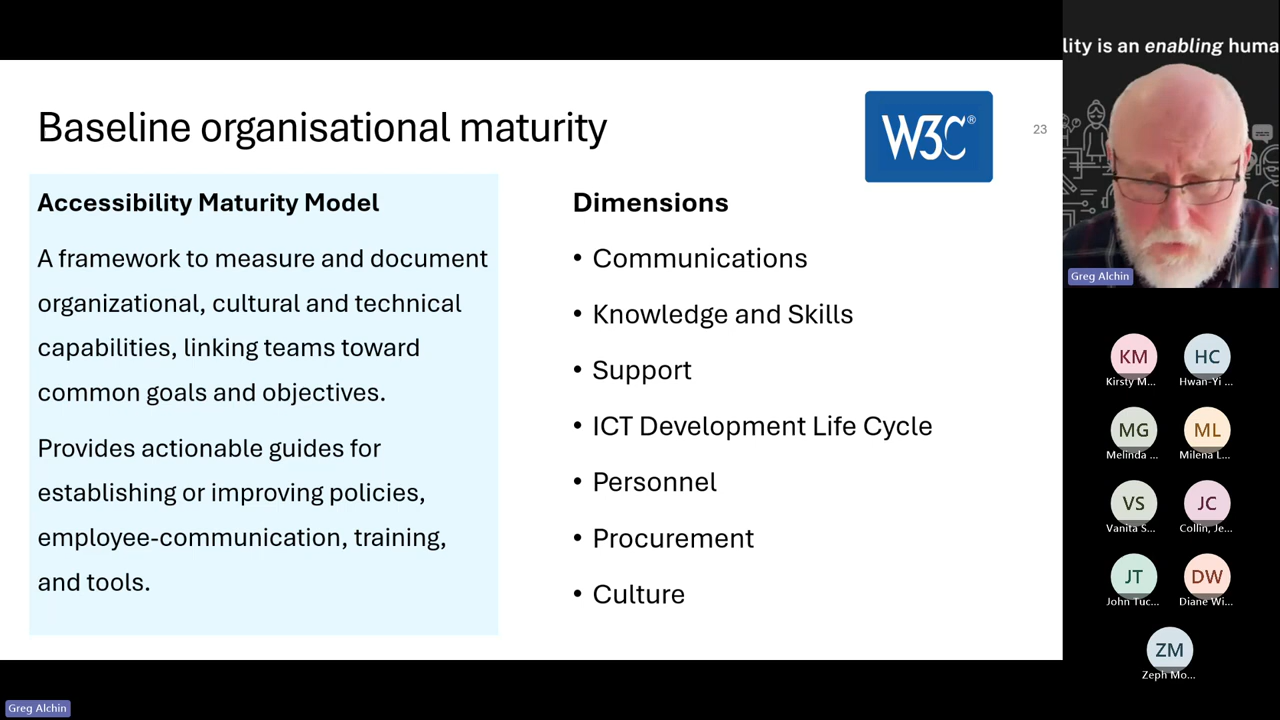 Baseline organisational maturity
W3C®
23
Accessibility Maturity Model
A framework to measure and document
organizational, cultural and technical
capabilities, linking teams toward
common goals and objectives.
Provides actionable guides for
establishing or improving policies,
employee-communication, training,
and tools.
Dimensions
• Communications
• Knowledge and Skills
• Support
• ICT Development Life Cycle
• Personnel
• Procurement
• Culture
lity is an enabling huma
Greg Alchin
KM
Kirsty M...
HC
Hwan-Yi ...
MG
Melinda ...
ML
Milena L...
VS
Vanita S...
JC
Collin, Je...
JT
John Tuc...
DW
Diane Wi...
ZM
Zeph Mo...
Greg Alchin